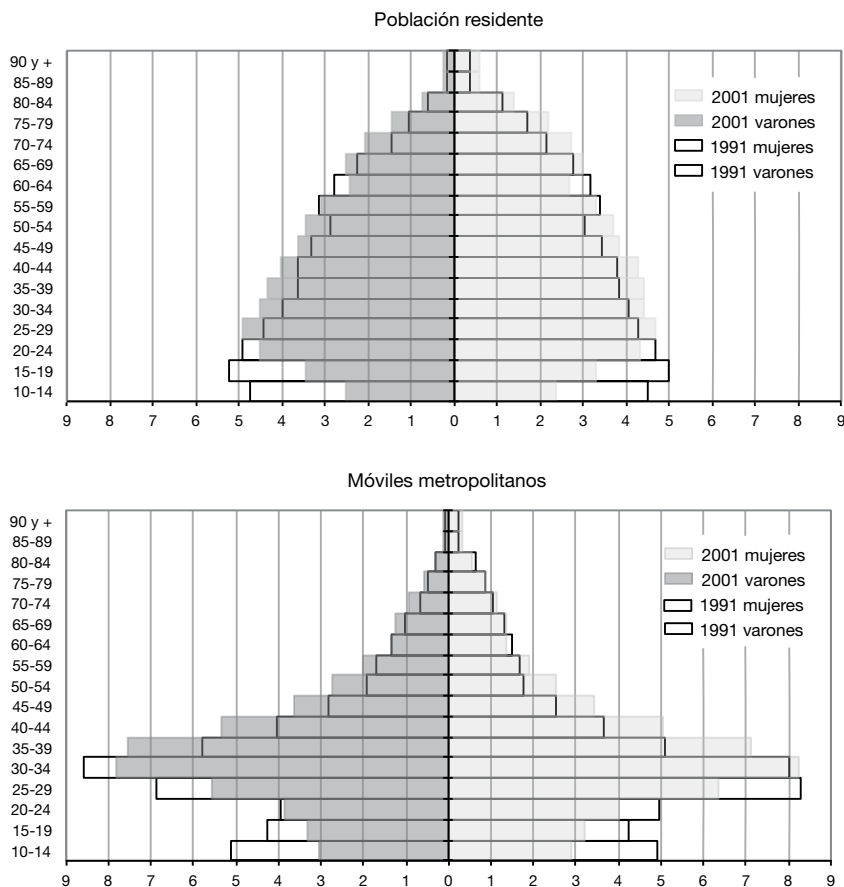 Población residente
90 y +
85-89
80-84
75-79
70-74
65-69
60-64
55-59
50-54
45-49
40-44
35-39
30-34
25-29
20-24
15-19
10-14
2001 mujeres
2001 varones
1991 mujeres
1991 varones
9 8 7 6 5 4 3 2 1 0 1 2 3 4 5 6 7 8 9
Móviles metropolitanos
90 y +
85-89
80-84
75-79
70-74
65-69
60-64
55-59
50-54
45-49
40-44
35-39
30-34
25-29
20-24
15-19
10-14
2001 mujeres
2001 varones
1991 mujeres
1991 varones
9 8 7 6 5 4 3 2 1 0 1 2 3 4 5 6 7 8 9